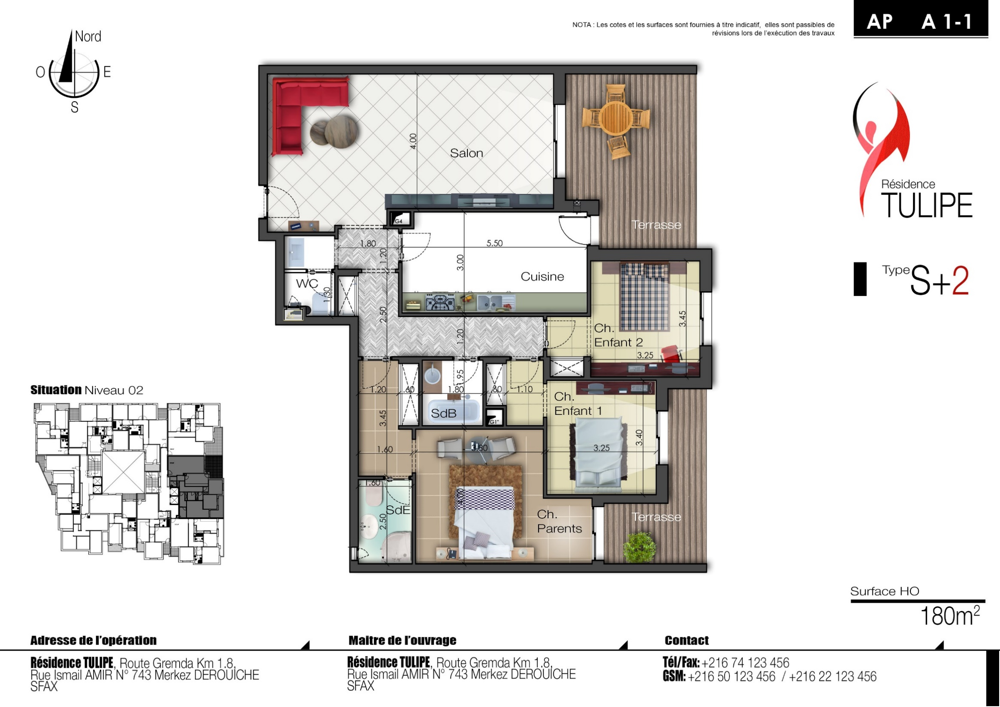 NOTA : Les cotes et les surfaces sont fournies à titre indicatif, elles sont passibles de
révisions lors de l'exécution des travaux
AP A 1-1
Nord
O
E
S
Résidence
TULIPE
Type S+2
4.00
Salon
Terrasse
G4
1.80
1.20
5.50
3.00
Cuisine
WC
1.30
2.50
1.20
Ch.
Enfant 2
3.45
3.25
1.20
.60
1.95
1.80
SdB
.60
1.10
G1"
Ch.
Enfant 1
3.40
3.25
3.45
1.60
3.80
1.60
SdE
2.50
4.00
Ch.
Parents
Terrasse
Situation Niveau 02
Surface HO
180m²
Adresse de l'opération
Résidence TULIPE, Route Gremda Km 1.8,
Rue Ismail AMIR N° 743 Merkez DEROUICHE
SFAX
Maitre de l'ouvrage
Résidence TULIPE, Route Gremda Km 1.8,
Rue Ismail AMIR N° 743 Merkez DEROUICHE
SFAX
Contact
Tél/Fax: +216 74 123 456
GSM: +216 50 123 456 / +216 22 123 456